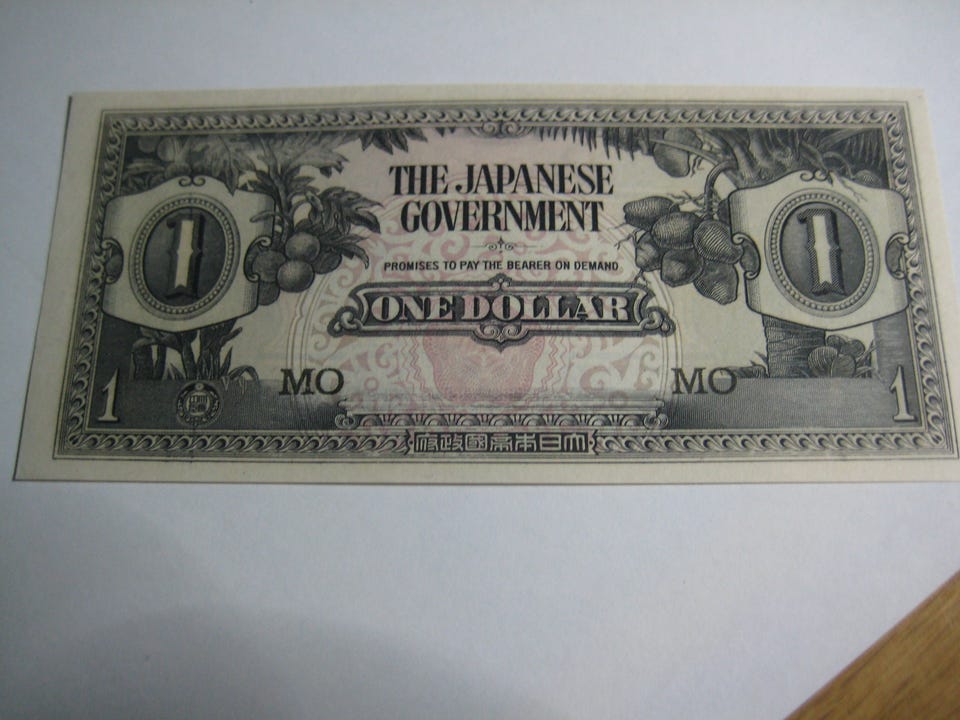 THE JAPANESE
GOVERNMENT
PROMISES TO PAY THE BEARER ON DEMAND
ONE DOLLAR
1
1
MO
MO
1
1
府政國帝本日大